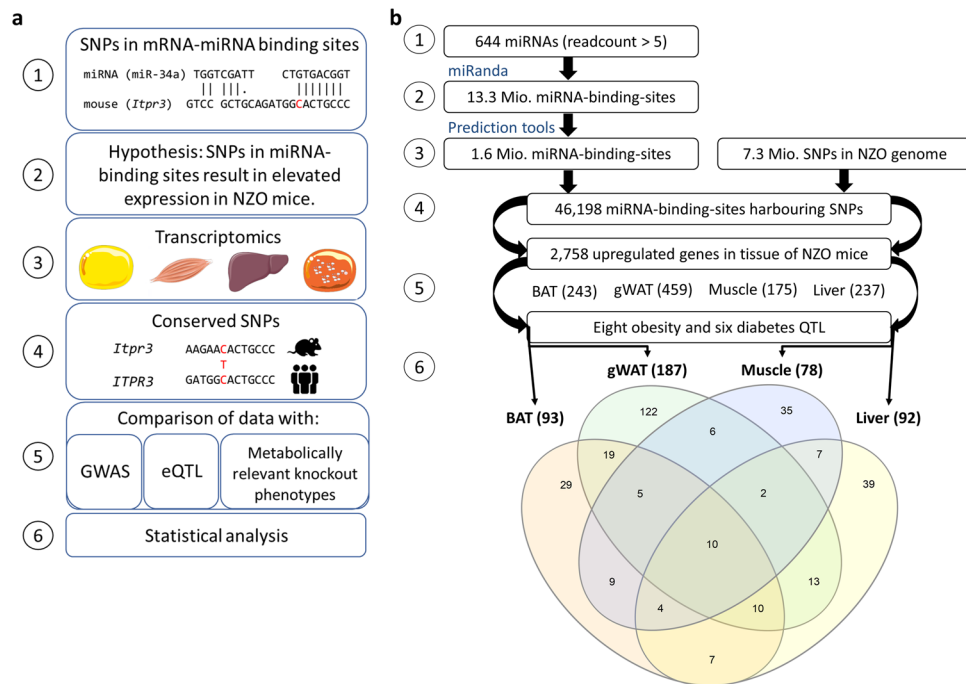 a
1
SNPs in mRNA-miRNA binding sites
miRNA (miR-34a) TGGTCGATT CTGTGACGGT
|| |||. |||||||
mouse (Itpr3) GTCC GCTGCAGATGGCACTGCCC
2
Hypothesis: SNPs in miRNA-
binding sites result in elevated
expression in NZO mice.
3
Transcriptomics
4
Conserved SNPs
Itpr3 AAGAACACTGCCC
T
ITPR3 GATGGCACTGCCC
5
Comparison of data with:
GWAS
eQTL
Metabolically
relevant knockout
phenotypes
6
Statistical analysis
b
1
644 miRNAs (readcount > 5)
miRanda
2
13.3 Mio. miRNA-binding-sites
Prediction tools
3
1.6 Mio. miRNA-binding-sites
7.3 Mio. SNPs in NZO genome
4
46,198 miRNA-binding-sites harbouring SNPs
2,758 upregulated genes in tissue of NZO mice
5
BAT (243) gWAT (459) Muscle (175) Liver (237)
Eight obesity and six diabetes QTL
6
gWAT (187) Muscle (78)
BAT (93) Liver (92)
122 35
6
19 7
29 5 2 39
10
9 13
4 10
7